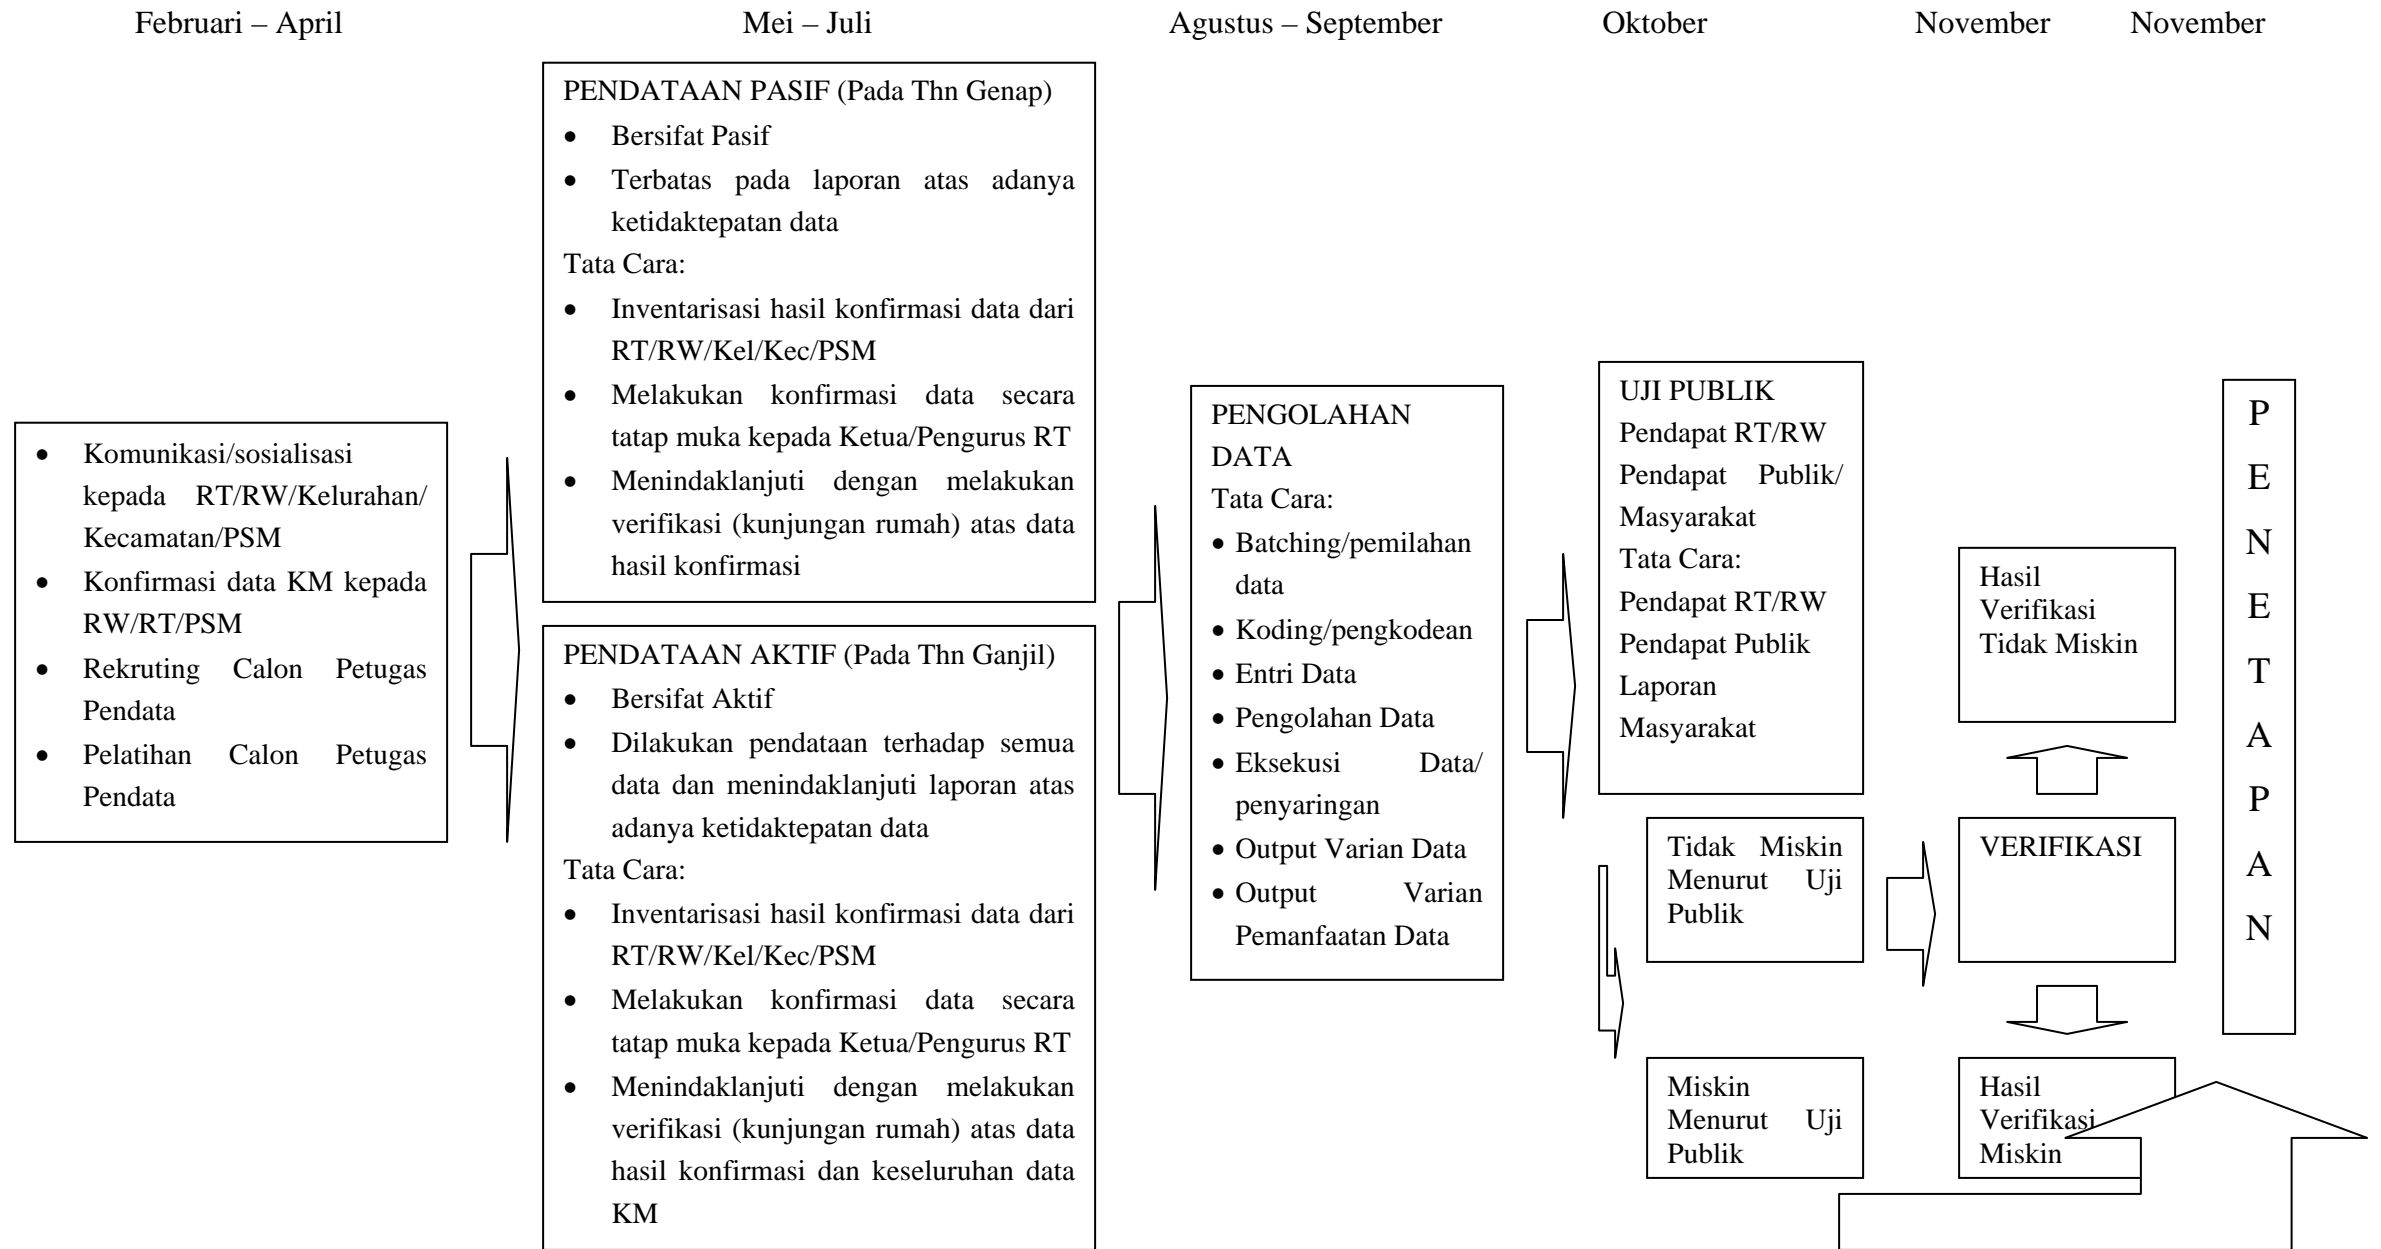 Februari – April
Mei – Juli
Agustus – September
Oktober
November
November
• Komunikasi/sosialisasi
kepada RT/RW/Kelurahan/
Kecamatan/PSM
• Konfirmasi data KM kepada
RW/RT/PSM
• Rekruting Calon Petugas
Pendata
• Pelatihan Calon Petugas
Pendata
PENDATAAN PASIF (Pada Thn Genap)
• Bersifat Pasif
• Terbatas pada laporan atas adanya
ketidaktepatan data
Tata Cara:
• Inventarisasi hasil konfirmasi data dari
RT/RW/Kel/Kec/PSM
• Melakukan konfirmasi data secara
tatap muka kepada Ketua/Pengurus RT
• Menindaklanjuti dengan melakukan
verifikasi (kunjungan rumah) atas data
hasil konfirmasi
PENDATAAN AKTIF (Pada Thn Ganjil)
• Bersifat Aktif
• Dilakukan pendataan terhadap semua
data dan menindaklanjuti laporan atas
adanya ketidaktepatan data
Tata Cara:
• Inventarisasi hasil konfirmasi data dari
RT/RW/Kel/Kec/PSM
• Melakukan konfirmasi data secara
tatap muka kepada Ketua/Pengurus RT
• Menindaklanjuti dengan melakukan
verifikasi (kunjungan rumah) atas data
hasil konfirmasi dan keseluruhan data
KM
PENGOLAHAN
DATA
Tata Cara:
• Batching/pemilahan
data
• Koding/pengkodean
• Entri Data
• Pengolahan Data
• Eksekusi Data/
penyaringan
• Output Varian Data
• Output Varian
Pemanfaatan Data
UJI PUBLIK
Pendapat RT/RW
Pendapat Publik/
Masyarakat
Tata Cara:
Pendapat RT/RW
Pendapat Publik
Laporan
Masyarakat
Tidak Miskin
Menurut Uji
Publik
Miskin
Menurut Uji
Publik
Hasil
Verifikasi
Tidak Miskin
VERIFIKASI
Hasil
Verifikasi
Miskin
P
E
N
E
T
A
P
A
N